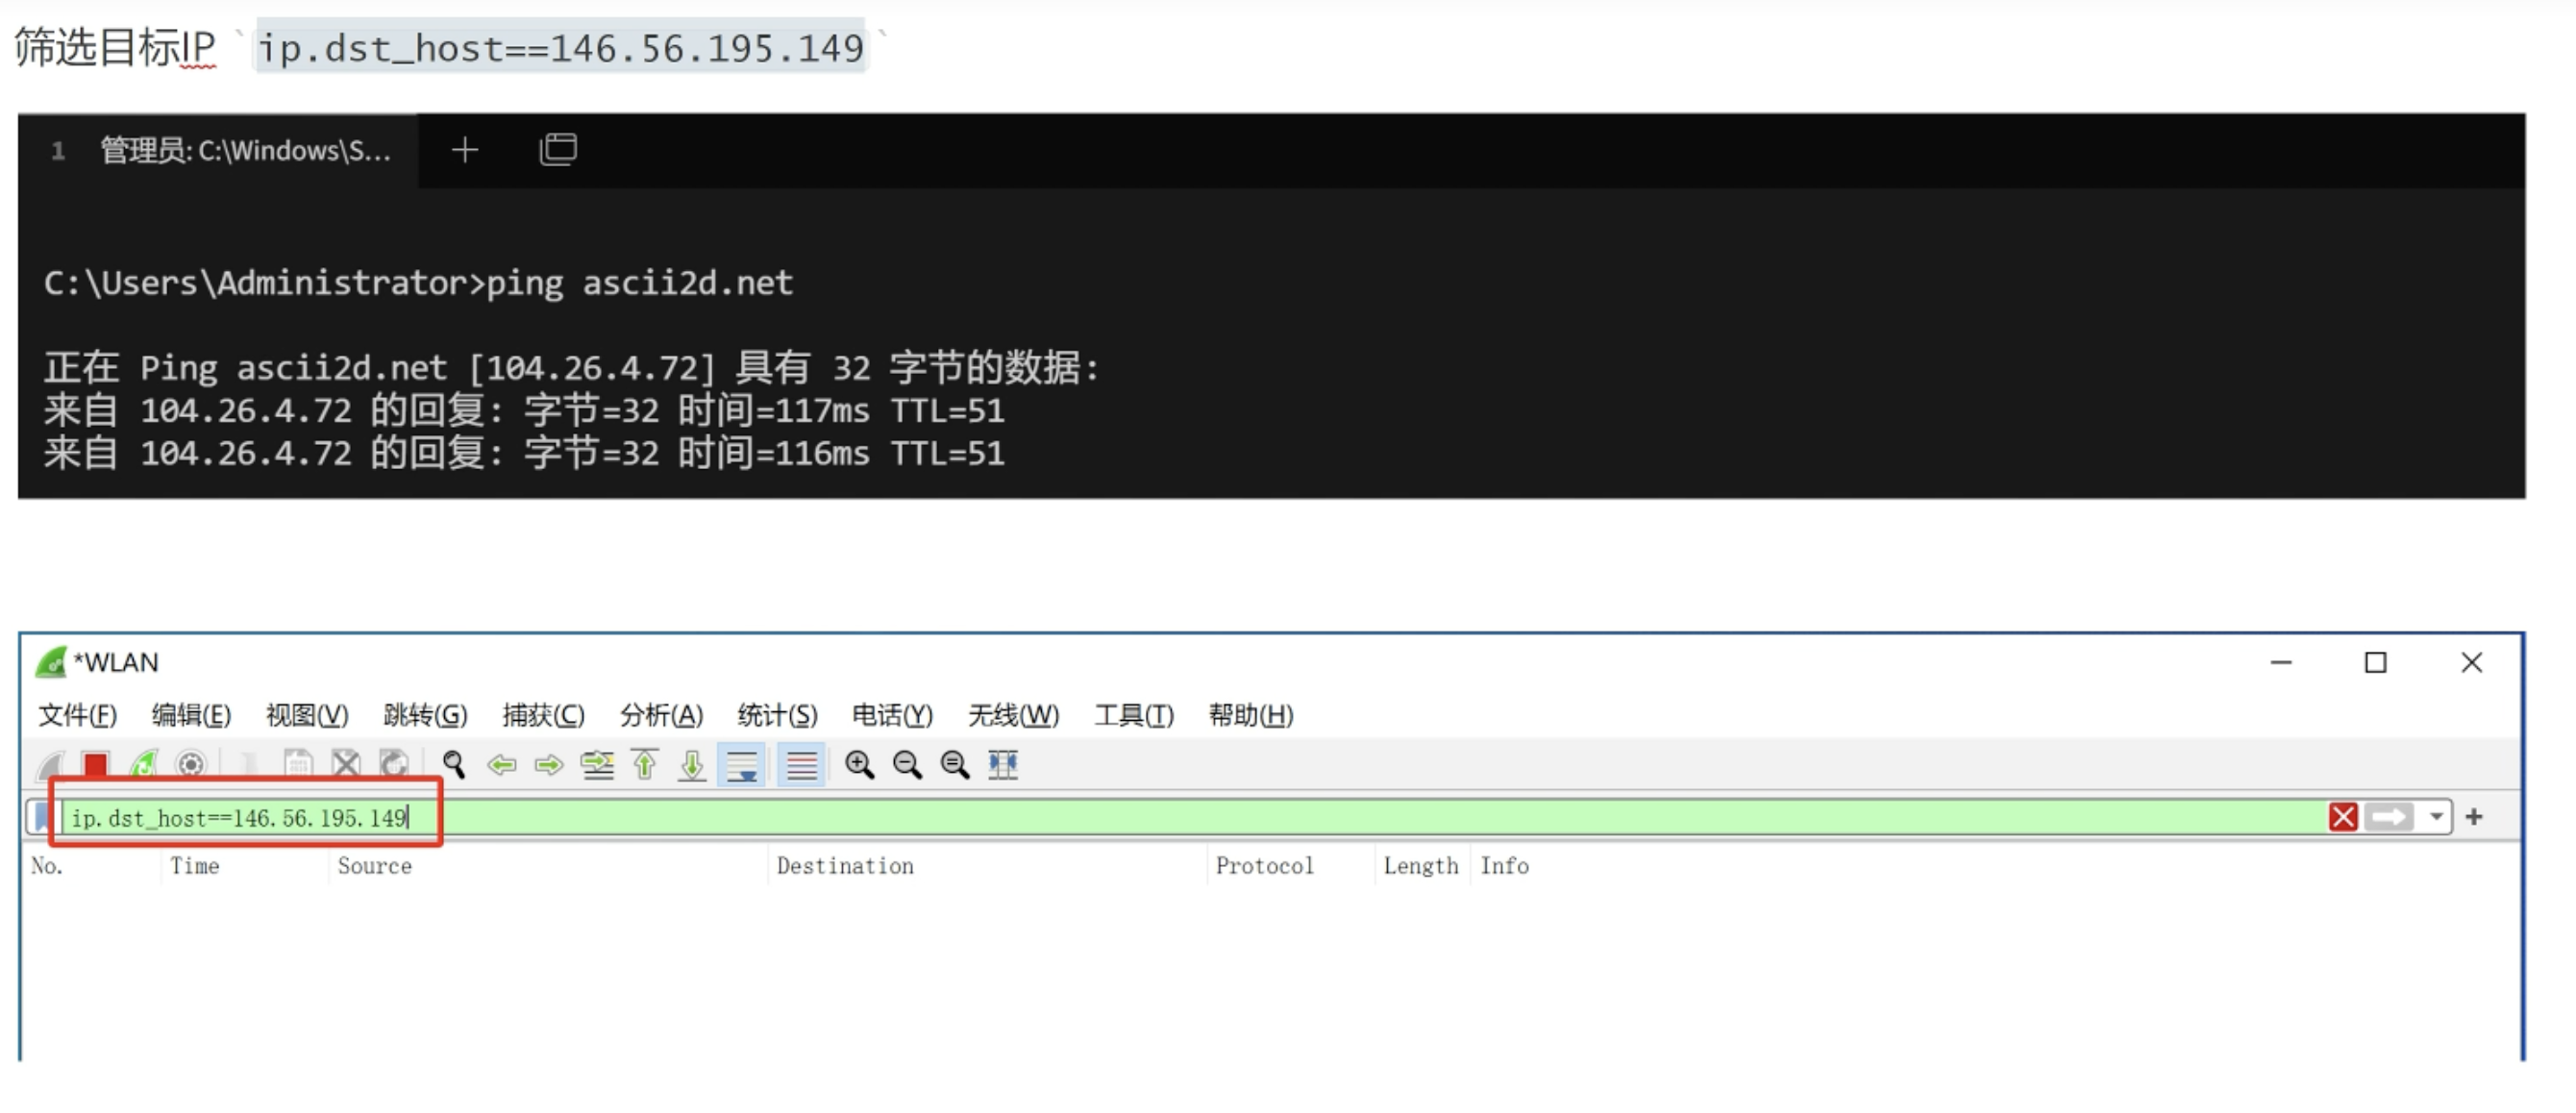 筛选目标IP `ip.dst_host==146.56.195.149`
1 管理员: C:\Windows\S...
C:\Users\Administrator>ping ascii2d.net
正在 Ping ascii2d.net [104.26.4.72] 具有 32 字节的数据:
来自 104.26.4.72 的回复: 字节=32 时间=117ms TTL=51
来自 104.26.4.72 的回复: 字节=32 时间=116ms TTL=51
*WLAN
文件(F) 编辑(E) 视图(V) 跳转(G) 捕获(C) 分析(A) 统计(S) 电话(Y) 无线(W) 工具(T) 帮助(H)
ip.dst_host==146.56.195.149
No. Time Source Destination Protocol Length Info